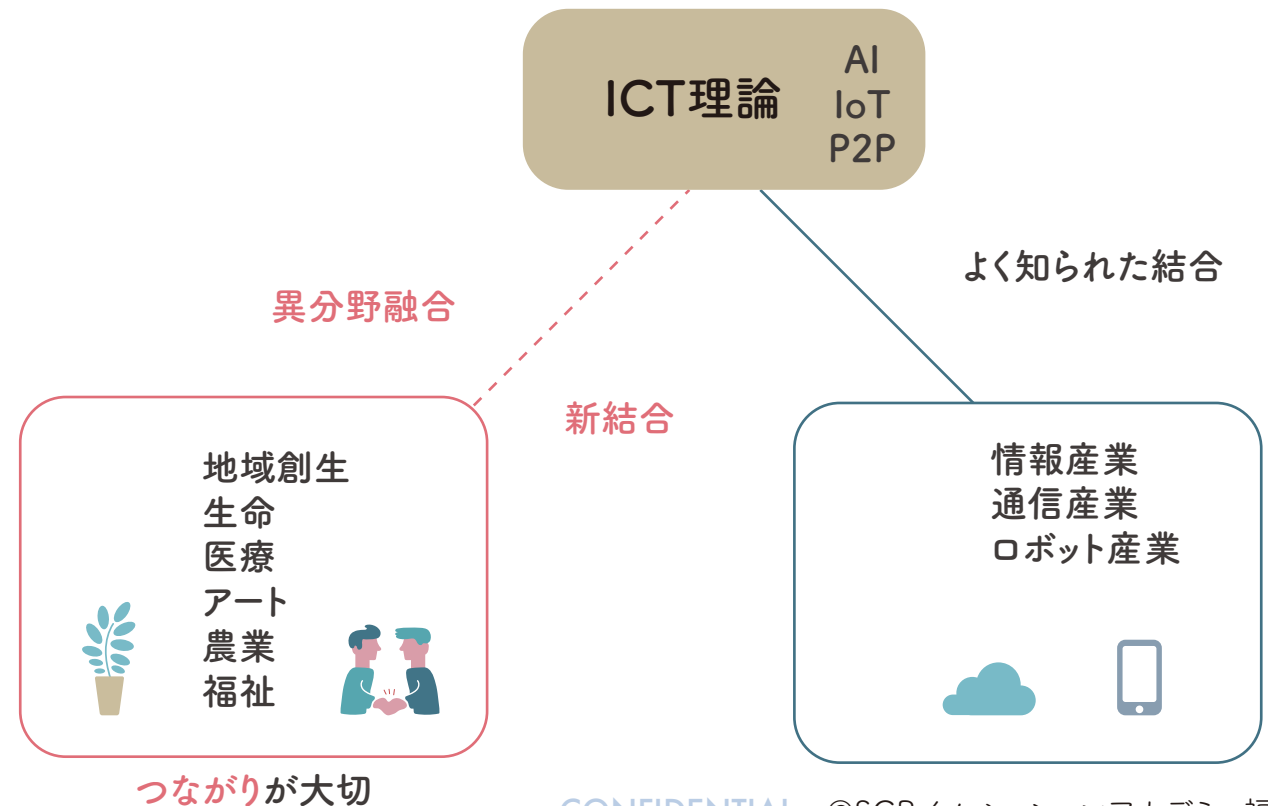 ICT理論
AI
IoT
P2P
よく知られた結合
異分野融合
新結合
地域創生
生命
医療
アート
農業
福祉
情報産業
通信産業
ロボット産業
つながりが大切
CONFIDENTIAL